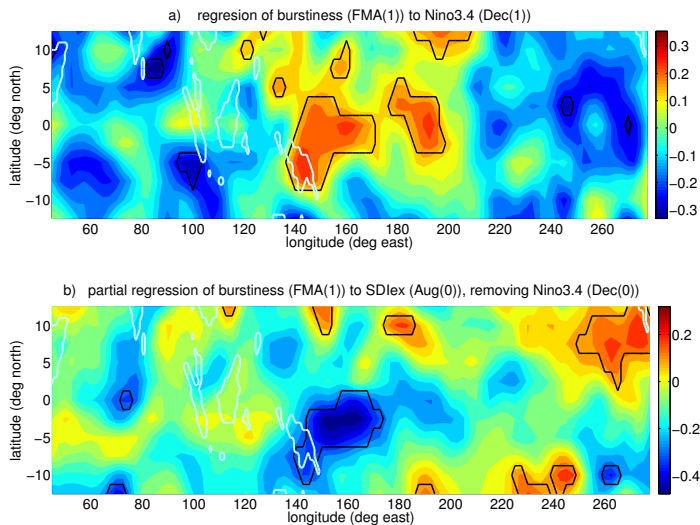 a) regresion of burstiness (FMA(1)) to Nino3.4 (Dec(1))
latitude (deg north)
10
5
0
−5
−10
60 80 100 120 140 160 180 200 220 240 260
longitude (deg east)
0.3
0.2
0.1
0
−0.1
−0.2
−0.3
b) partial regression of burstiness (FMA(1)) to SDIex (Aug(0)), removing Nino3.4 (Dec(0))
latitude (deg north)
10
5
0
−5
−10
60 80 100 120 140 160 180 200 220 240 260
longitude (deg east)
0.2
0
−0.2
−0.4